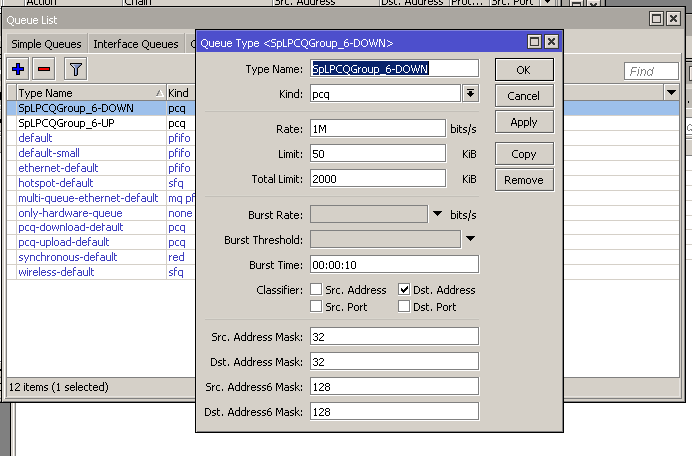 Action Chain Src. Address Dst. Address Proc... Src. Port
Queue List
Simple Queues Interface Queues
Find
Type Name Kind
SpLPCQGroup_6-DOWN pcq
SpLPCQGroup_6-UP pcq
default pfifo
default-small pfifo
ethernet-default pfifo
hotspot-default sfq
multi-queue-ethernet-default mq pf
only-hardware-queue none
pcq-download-default pcq
pcq-upload-default pcq
synchronous-default red
wireless-default sfq
12 items (1 selected)
Queue Type <SpLPCQGroup_6-DOWN>
Type Name: SpLPCQGroup_6-DOWN
Kind: pcq
Rate: 1M bits/s
Limit: 50 KiB
Total Limit: 2000 KiB
Burst Rate: bits/s
Burst Threshold:
Burst Time: 00:00:10
Classifier: Src. Address Dst. Address
Src. Port Dst. Port
Src. Address Mask: 32
Dst. Address Mask: 32
Src. Address6 Mask: 128
Dst. Address6 Mask: 128
OK
Cancel
Apply
Copy
Remove